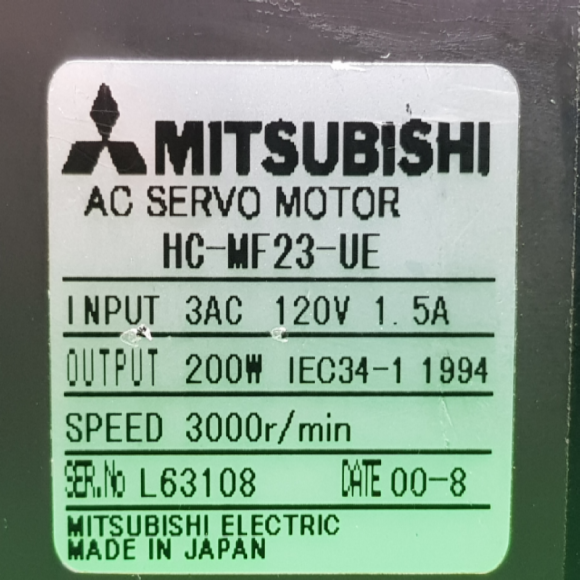 MITSUBISHI
AC SERVO MOTOR
HC-MF23-UE
INPUT 3AC 120V 1.5A
OUTPUT 200W IEC34-1 1994
SPEED 3000r/min
SER.No L63108 DATE 00-8
MITSUBISHI ELECTRIC
MADE IN JAPAN